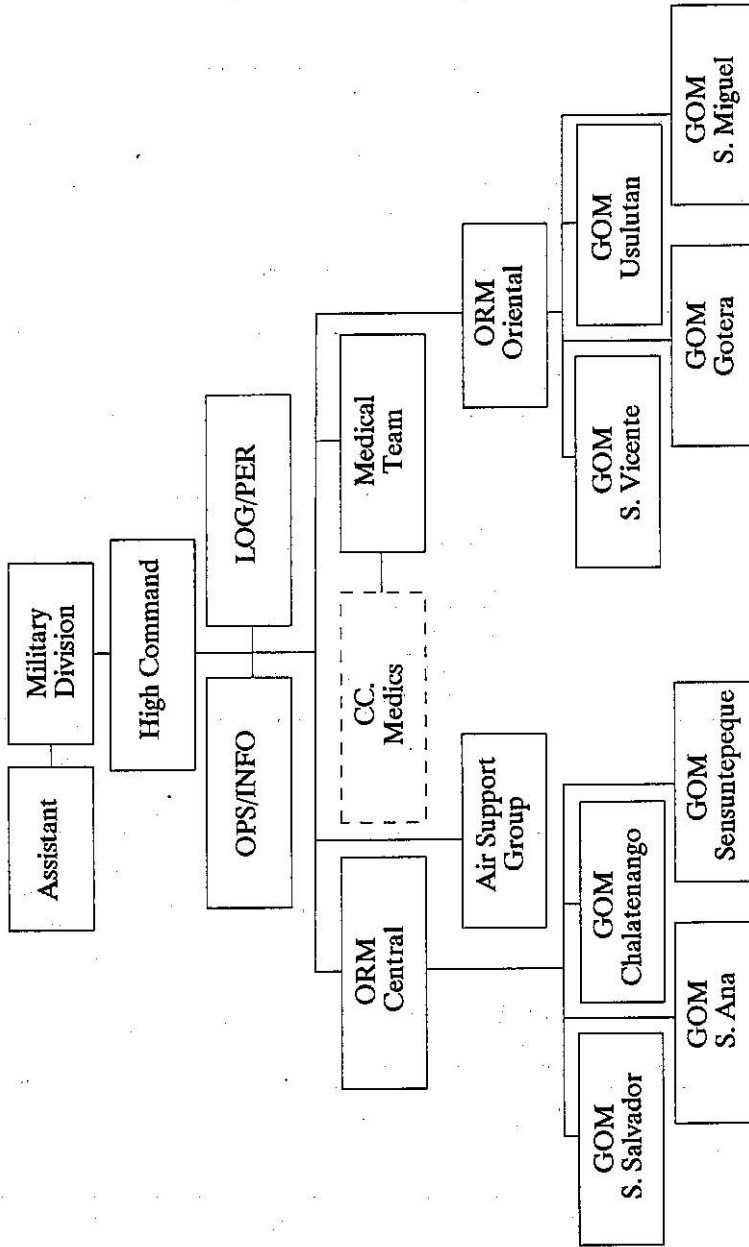 Assistant
Military
Division
High Command
OPS/INFO
LOG/PER
ORM
Central
CC.
Medics
Medical
Team
Air Support
Group
ORM
Oriental
GOM
S. Salvador
GOM
Chalatenango
GOM
S. Vicente
GOM
Usulutan
GOM
S. Ana
GOM
Sensuntepeque
GOM
Gotera
GOM
S. Miguel